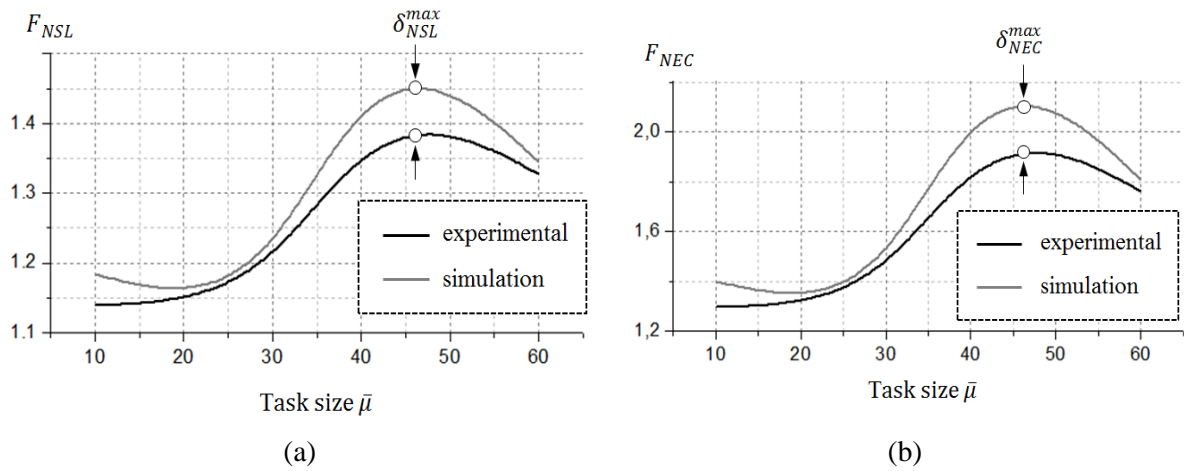 F_NSL
δ_NSL^max
1.4
1.3
1.2
1.1
experimental
simulation
10 20 30 40 50 60
Task size μ̄
(a)
F_NEC
δ_NEC^max
2,0
1,6
1,2
experimental
simulation
10 20 30 40 50 60
Task size μ̄
(b)